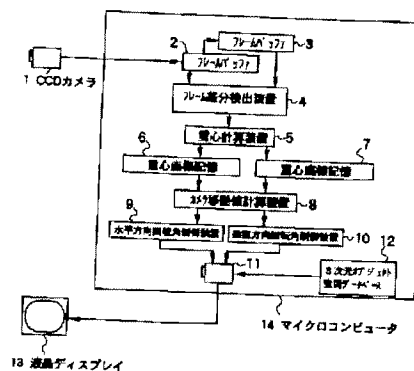 フレームバッファ 3
2 フレームバッファ
1 CCDカメラ
フレーム差分検出装置 4
重心計算装置 5
6 7
重心座標記憶 重心座標記憶
カメラ移動値計算装置 8
9 水平方向回転角制御装置 垂直方向回転角制御装置 10
11
12
3次元オブジェクト
空間データベース
14 マイクロコンピュータ
13 液晶ディスプレイ